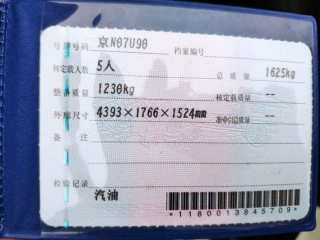 号牌号码 京N07U90 档案编号
核定载人数 5人 总质量 1625kg
整备质量 1230kg 核定载质量 --
外廓尺寸 4393×1766×1524mm 准牵引总质量 --
备注
检验记录
汽油
*1180013845709*